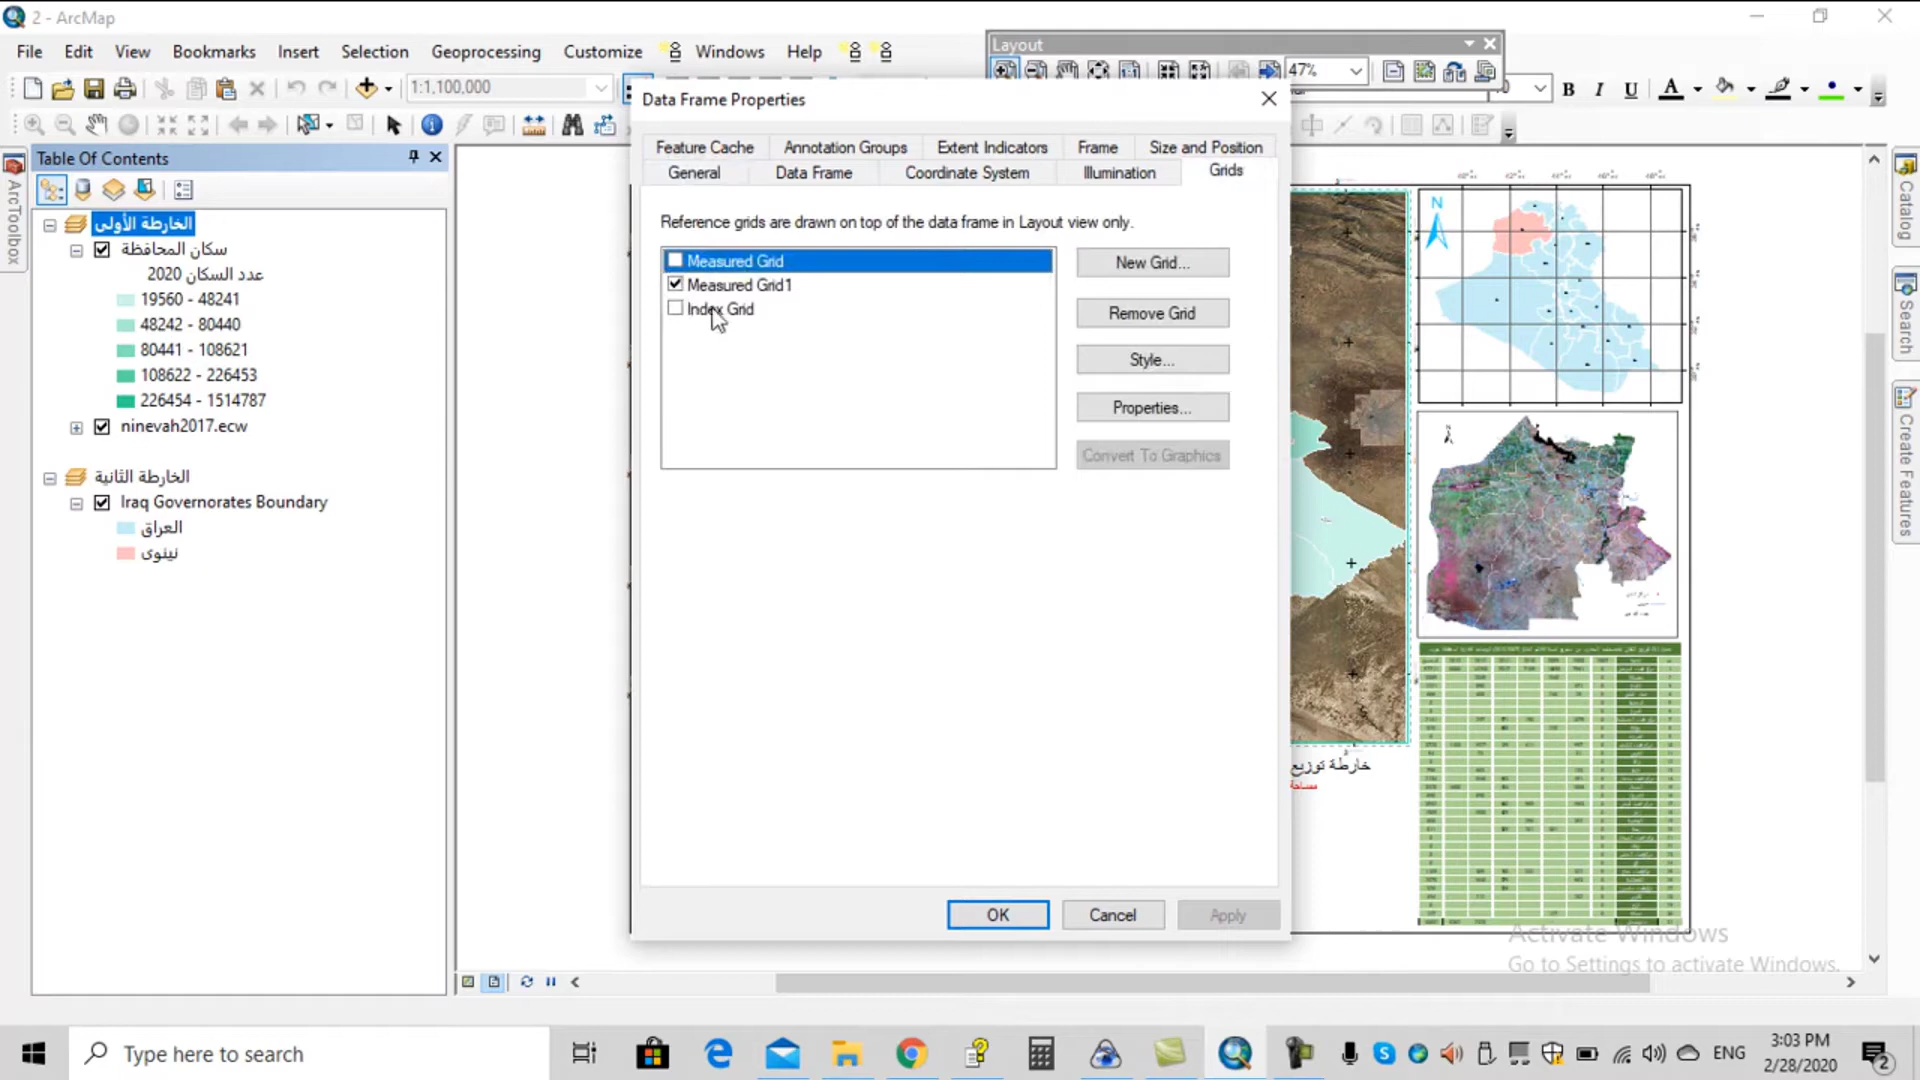 2 - ArcMap
File Edit View Bookmarks Insert Selection Geoprocessing Customize Windows Help
Layout
1:1,100,000
47%
B I U A
Table Of Contents
الخارطة الأولى
سكان المحافظة
عدد السكان 2020
19560 - 48241
48242 - 80440
80441 - 108621
108622 - 226453
226454 - 1514787
ninevah2017.ecw
الخارطة الثانية
Iraq Governorates Boundary
العراق
نينوى
ArcToolbox
Data Frame Properties
Feature Cache Annotation Groups Extent Indicators Frame Size and Position
General Data Frame Coordinate System Illumination Grids
Reference grids are drawn on top of the data frame in Layout view only.
Measured Grid
Measured Grid1
Index Grid
New Grid...
Remove Grid
Style...
Properties...
Convert To Graphics
OK Cancel Apply
N
خارطة توزيع
مساحة
Catalog
Search
Create Features
Activate Windows
Go to Settings to activate Windows.
Type here to search
ENG
3:03 PM
2/28/2020
2